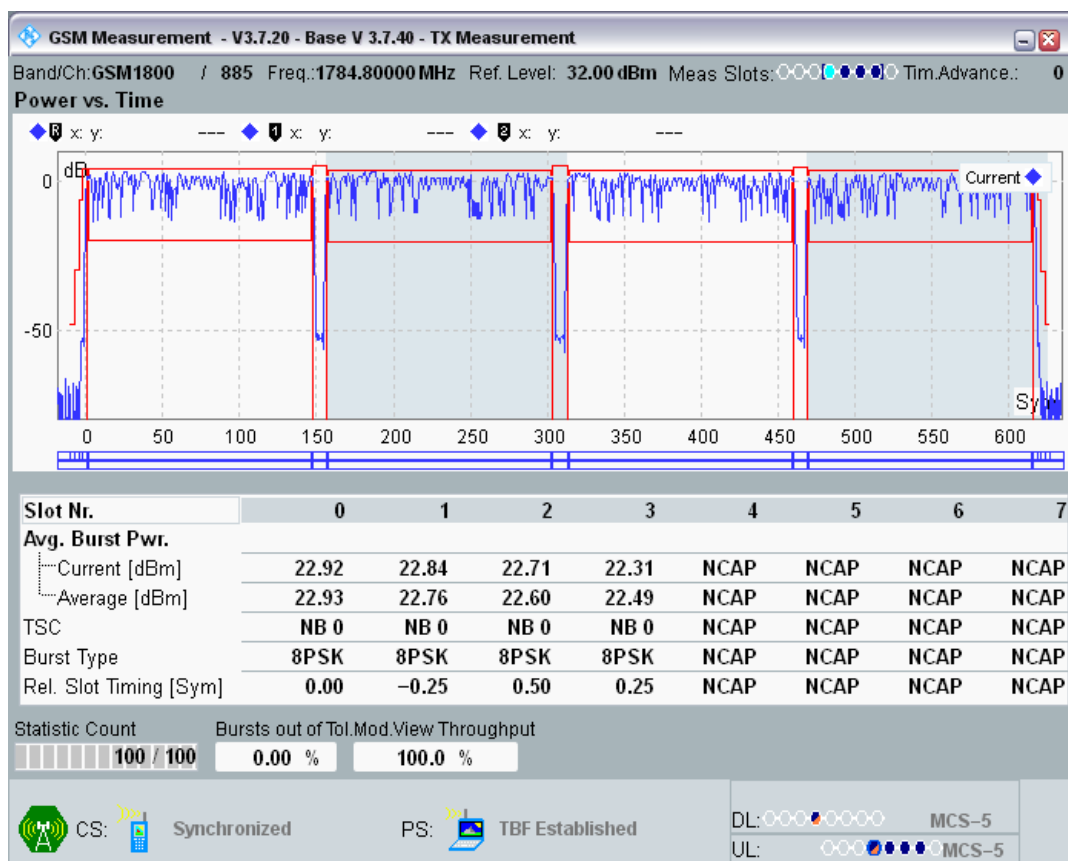 GSM Measurement - V3.7.20 - Base V 3.7.40 - TX Measurement
Band/Ch:GSM1800 / 885 Freq.:1784.80000 MHz Ref. Level: 32.00 dBm Meas Slots: Tim.Advance.: 0
Power vs. Time
R x: y: --- 1 x: y: --- 2 x: y: ---
dB
0
Current
-50
0 50 100 150 200 250 300 350 400 450 500 550 600
Slot Nr. 0 1 2 3 4 5 6 7
Avg. Burst Pwr.
Current [dBm] 22.92 22.84 22.71 22.31 NCAP NCAP NCAP NCAP
Average [dBm] 22.93 22.76 22.60 22.49 NCAP NCAP NCAP NCAP
TSC NB 0 NB 0 NB 0 NB 0 NCAP NCAP NCAP NCAP
Burst Type 8PSK 8PSK 8PSK 8PSK NCAP NCAP NCAP NCAP
Rel. Slot Timing [Sym] 0.00 −0.25 0.50 0.25 NCAP NCAP NCAP NCAP
Statistic Count Bursts out of Tol.Mod.View Throughput
100 / 100 0.00 % 100.0 %
CS: Synchronized PS: TBF Established
DL: MCS−5
UL: MCS−5